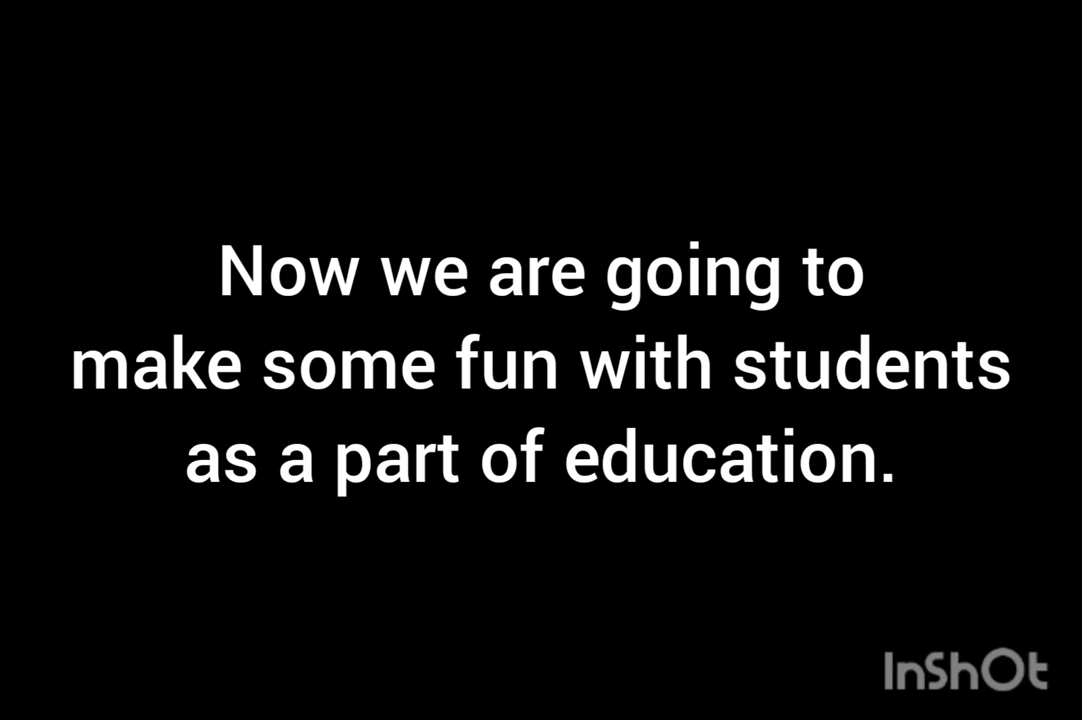 Now we are going to
make some fun with students
as a part of education.
InShOt